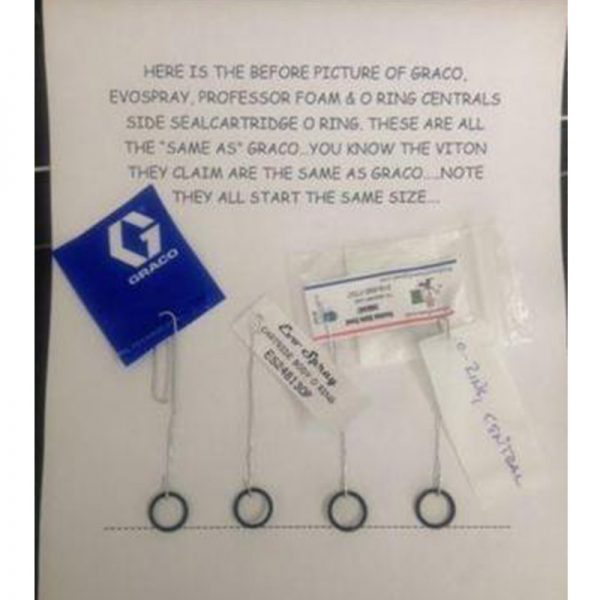 HERE IS THE BEFORE PICTURE OF GRACO,
EVOSPRAY, PROFESSOR FOAM & O RING CENTRALS
SIDE SEALCARTRIDGE O RING. THESE ARE ALL
THE "SAME AS" GRACO...YOU KNOW THE VITON
THEY CLAIM ARE THE SAME AS GRACO....NOTE
THEY ALL START THE SAME SIZE....
G
GRACO
Evo Spray
CARTRIDGE BODY O RING
ES248130P
O-RING CENTRAL